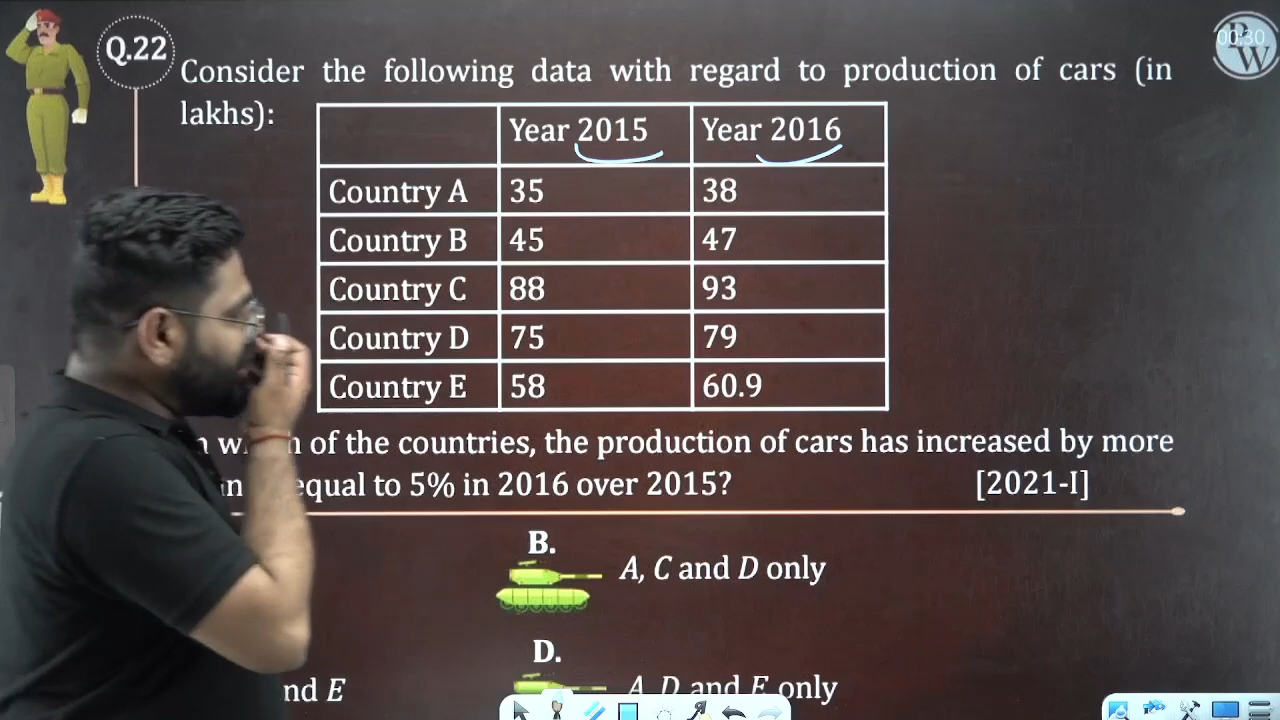 Q.22
00:30
Consider the following data with regard to production of cars (in
lakhs):
Year 2015 Year 2016
Country A 35 38
Country B 45 47
Country C 88 93
Country D 75 79
Country E 58 60.9
of the countries, the production of cars has increased by more
equal to 5% in 2016 over 2015?
[2021-I]
B.
A, C and D only
D.
E
A, D and E only